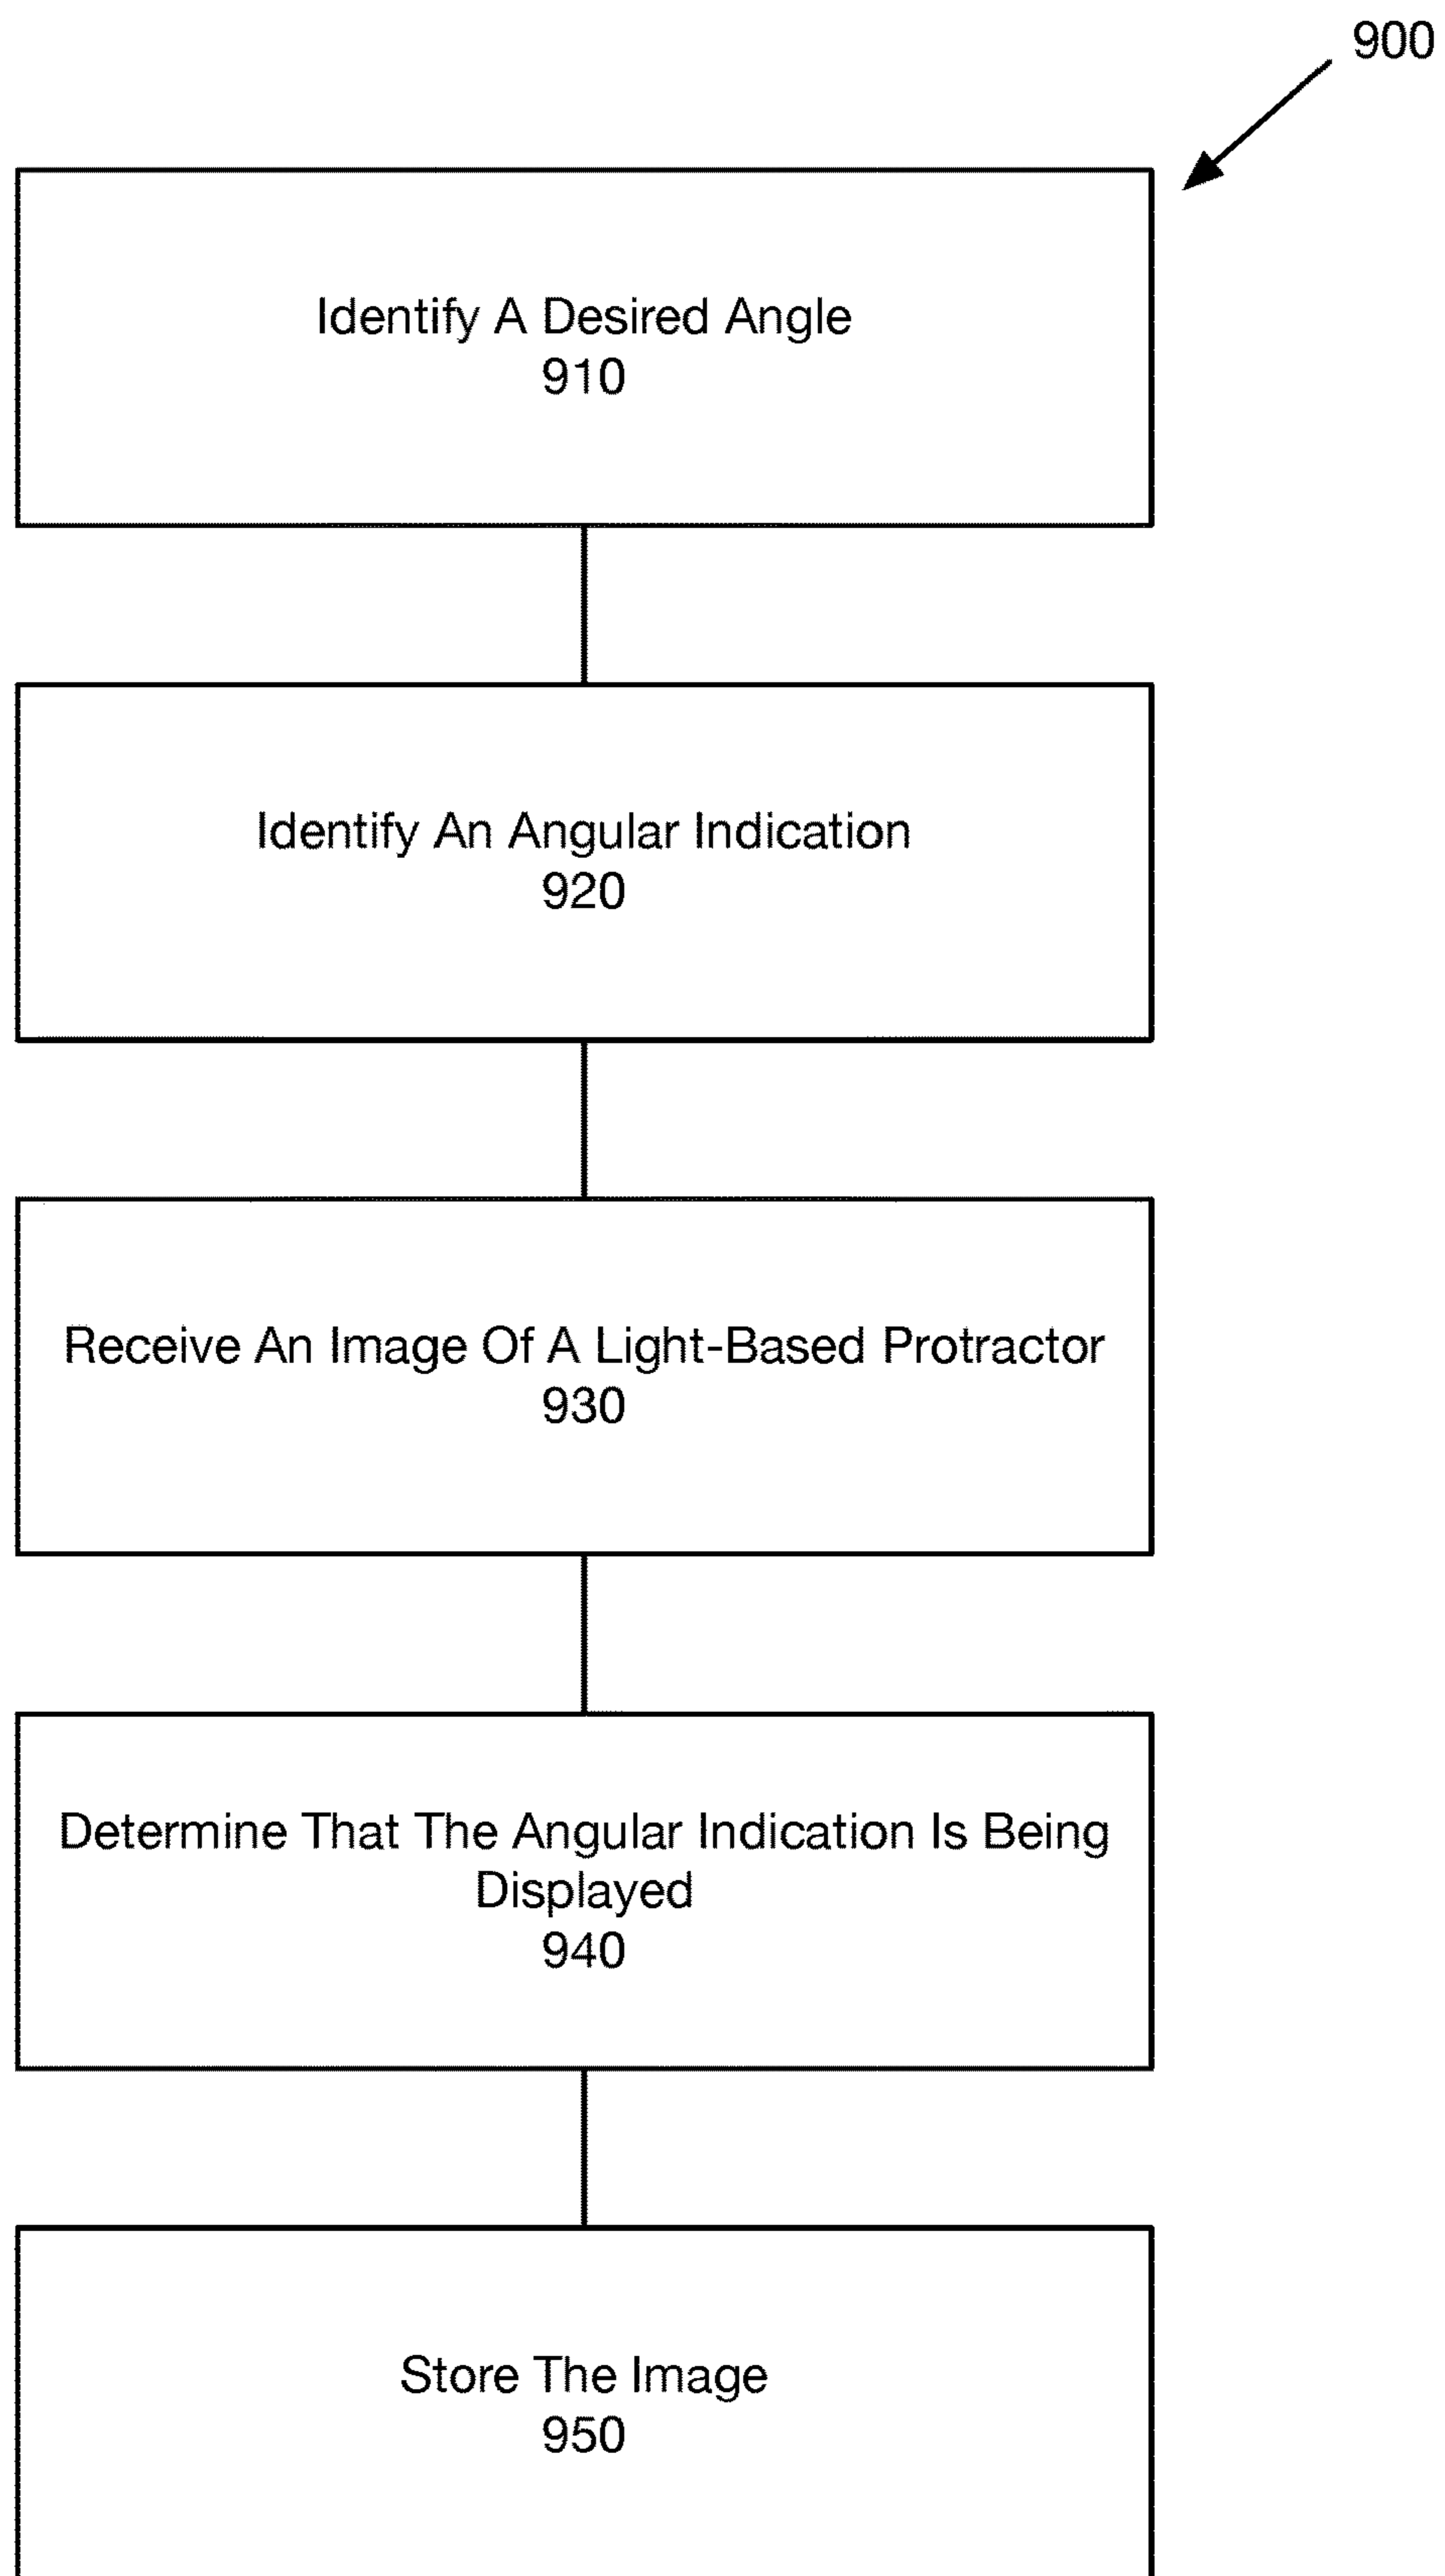 900
Identify A Desired Angle
910
Identify An Angular Indication
920
Receive An Image Of A Light-Based Protractor
930
Determine That The Angular Indication Is Being
Displayed
940
Store The Image
950